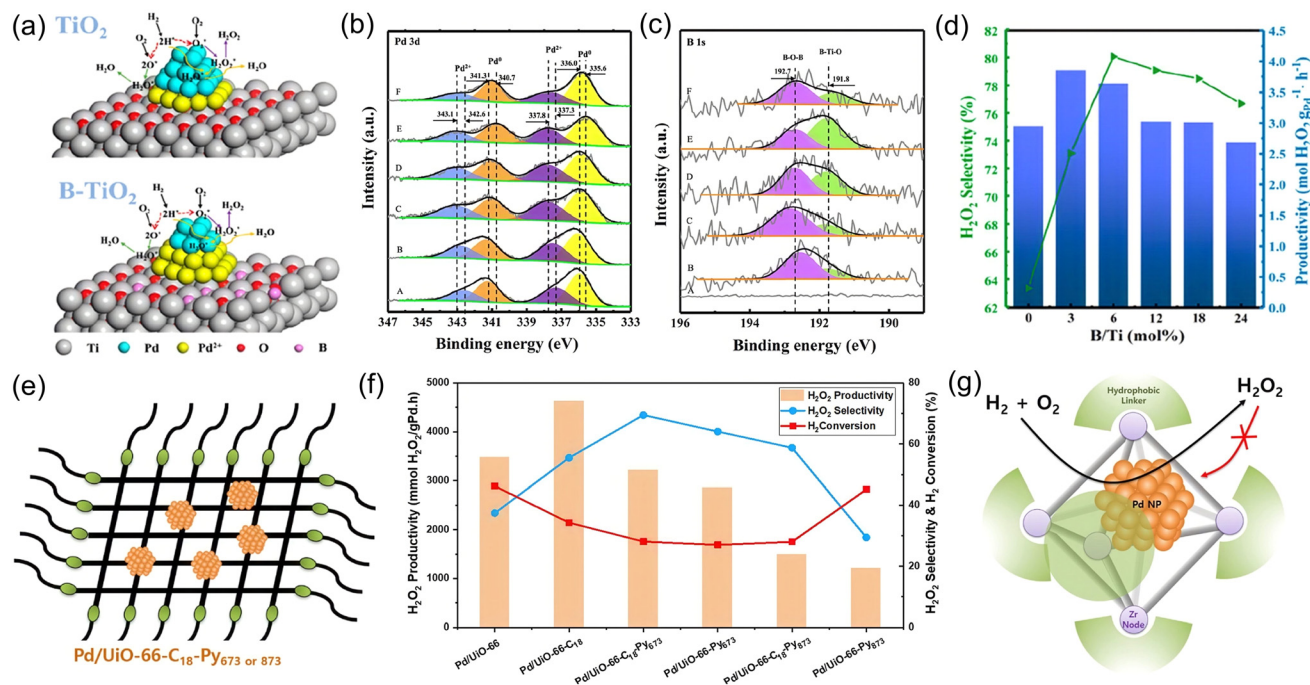 (a)
TiO₂
H₂
O₂
H₂O₂
O₂
2H*
O₂*
2O*
H₂O₂*
H₂O
H₂O
H₂O*
H₂O*
B-TiO₂
H₂
O₂
H₂O₂
O₂
2H*
O₂*
2O*
H₂O₂*
H₂O
H₂O
H₂O*
H₂O*
Ti Pd Pd²⁺ O B
(b)
Pd 3d
Pd²⁺ Pd⁰ Pd²⁺ Pd⁰
341.3 340.7 336.0 335.6
343.1 342.6 337.8 337.3
F
E
D
C
B
A
Intensity (a.u.)
347 345 343 341 339 337 335 333
Binding energy (eV)
(c)
B 1s
B-O-B B-Ti-O
192.7 191.8
F
E
D
C
B
A
Intensity (a.u.)
196 194 192 190
Binding energy (eV)
(d)
H₂O₂ Selectivity (%)
82
80
78
76
74
72
70
68
66
64
62
4.5
4.0
3.5
3.0
2.5
2.0
1.5
1.0
0.5
0.0
Productivity (mol H₂O₂ gPd⁻¹· h⁻¹)
0 3 6 12 18 24
B/Ti (mol%)
(e)
Pd/UiO-66-C₁₈-Py₆₇₃ or ₈₇₃
(f)
H₂O₂ Productivity (mmol H₂O₂/gPd.h)
5000
4000
3000
2000
1000
0
H₂O₂ Productivity
H₂O₂ Selectivity
H₂Conversion
80
60
40
20
0
H₂O₂ Selectivity & H₂ Conversion (%)
Pd/UiO-66
Pd/UiO-66-C₁₈
Pd/UiO-66-C₁₈-Py₆₇₃
Pd/UiO-66-Py₆₇₃
Pd/UiO-66-C₁₈-Py₈₇₃
Pd/UiO-66-Py₈₇₃
(g)
Hydrophobic
Linker
H₂ + O₂
H₂O₂
Pd NP
Zr
Node